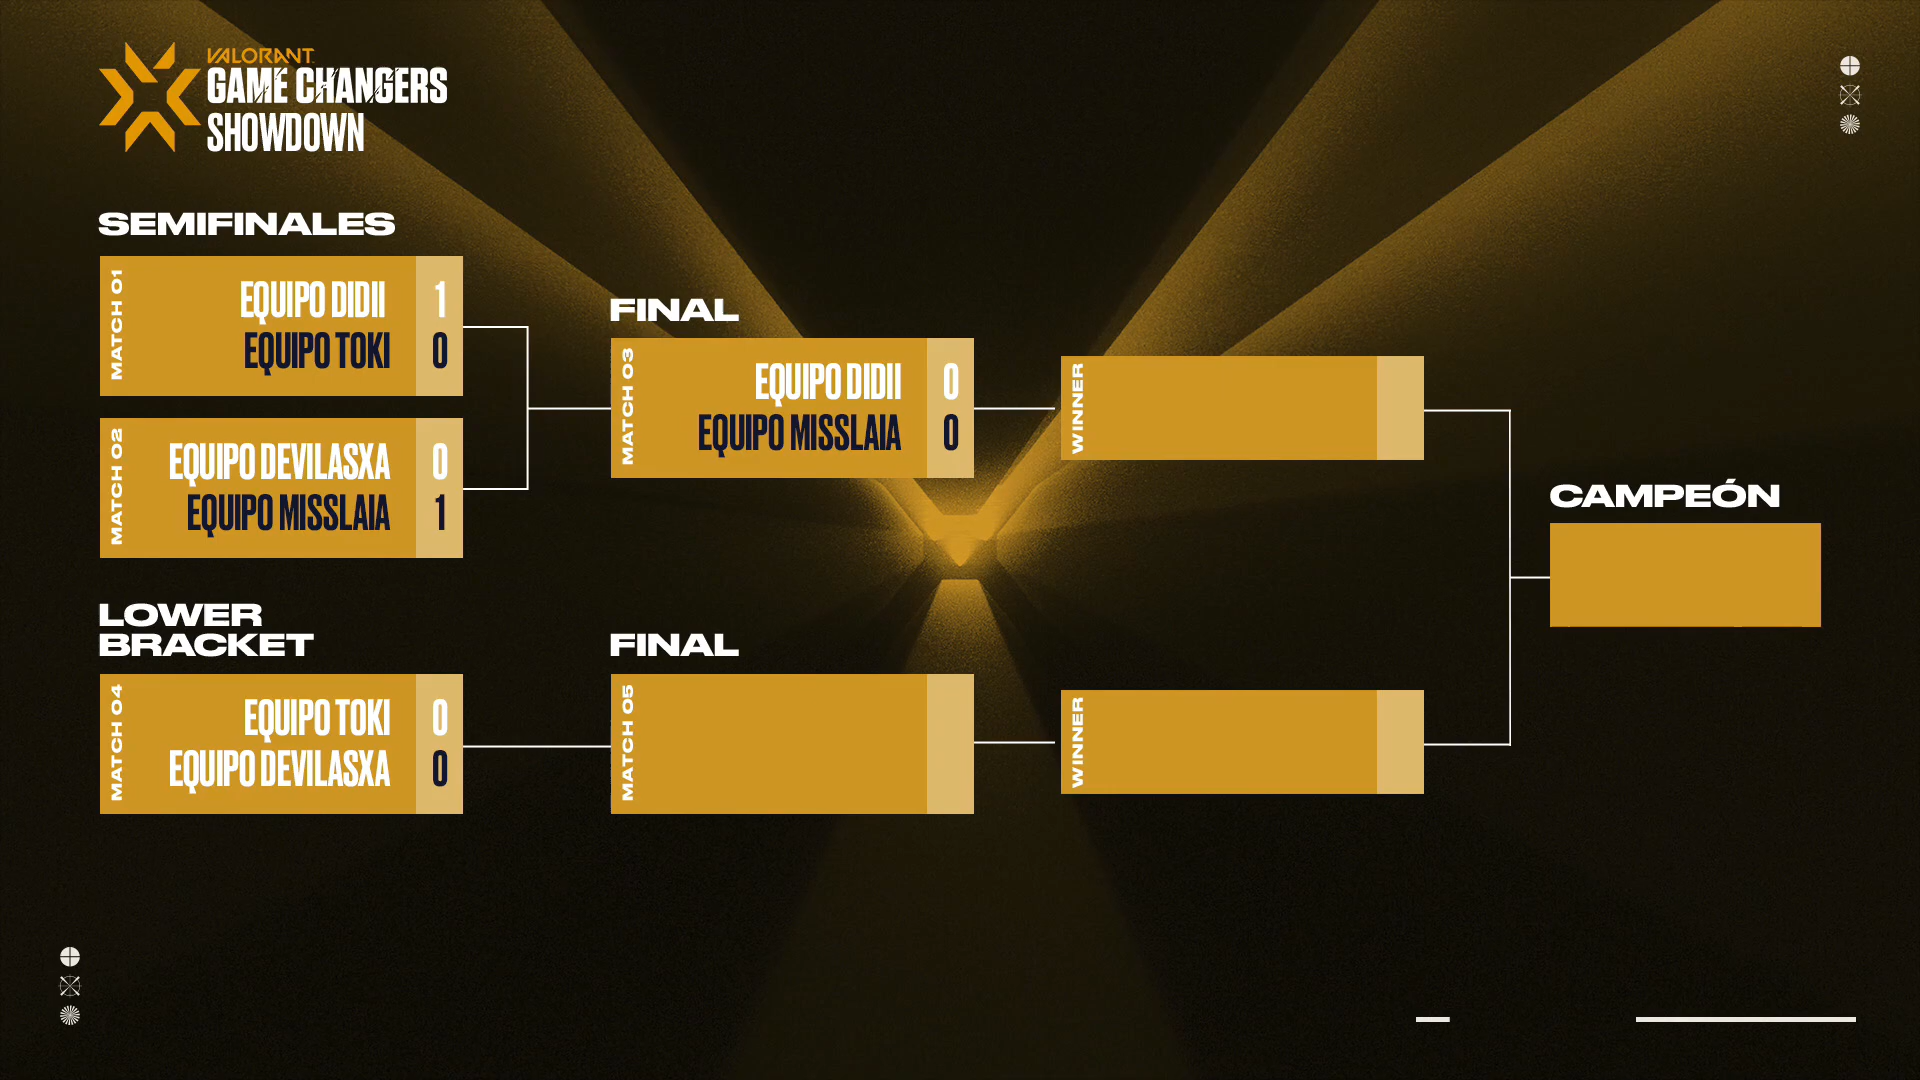 VALORANT
GAME CHANGERS
SHOWDOWN
SEMIFINALES
MATCH 01
EQUIPO DIDII 1
EQUIPO TOKI 0
MATCH 02
EQUIPO DEVILASXA 0
EQUIPO MISSLAIA 1
FINAL
MATCH 03
EQUIPO DIDII 0
EQUIPO MISSLAIA 0
WINNER
LOWER
BRACKET
MATCH 04
EQUIPO TOKI 0
EQUIPO DEVILASXA 0
FINAL
MATCH 05
WINNER
CAMPEÓN